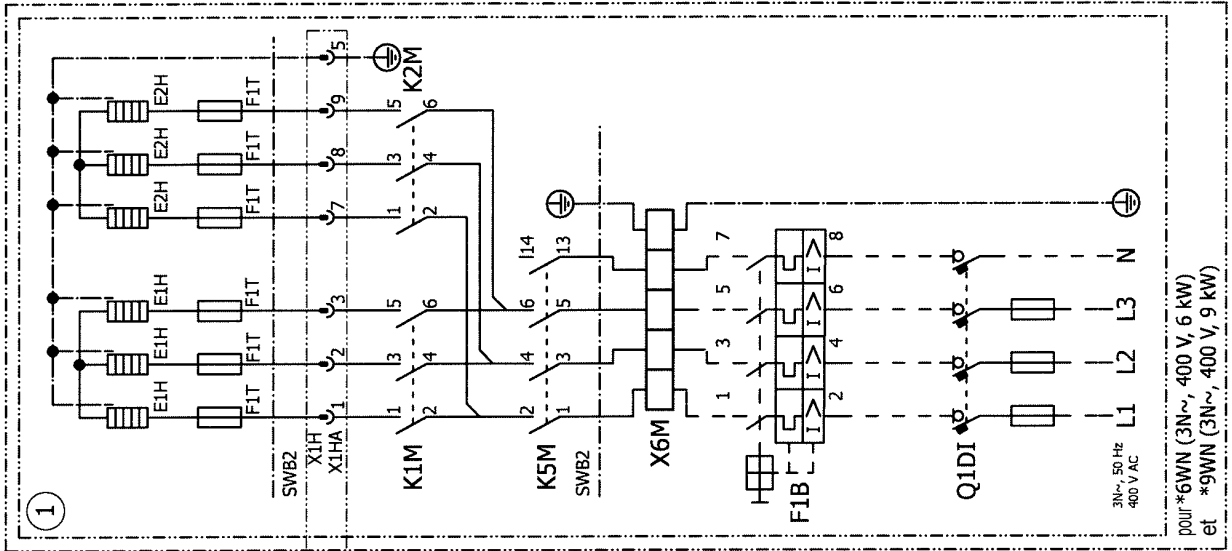 1
E1H
E1H
E1H
E2H
E2H
E2H
F1T
F1T
F1T
F1T
F1T
F1T
SWB2
X1H
X1HA
1
2
3
7
8
9
5
K1M
1
3
5
2
4
6
K2M
1
3
5
2
4
6
K5M
2
4
6
14
1
3
5
13
SWB2
X6M
1
3
5
7
F1B
I >
I >
I >
I >
2
4
6
8
Q1DI
3N~, 50 Hz
400 V AC
L1
L2
L3
N
pour *6WN (3N~, 400 V, 6 kW)
et *9WN (3N~, 400 V, 9 kW)